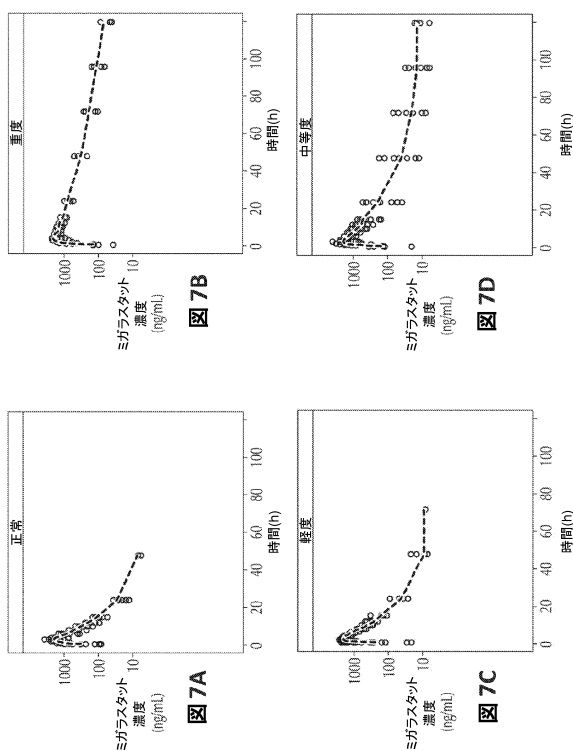 正常
1000
100
10
ミガラスタット
濃度
(ng/mL)
0
20
40
60
80
100
時間(h)
図 7A
重度
1000
100
10
ミガラスタット
濃度
(ng/mL)
0
20
40
60
80
100
時間(h)
図 7B
軽度
1000
100
10
ミガラスタット
濃度
(ng/mL)
0
20
40
60
80
100
時間(h)
図 7C
中等度
1000
100
10
ミガラスタット
濃度
(ng/mL)
0
20
40
60
80
100
時間(h)
図 7D